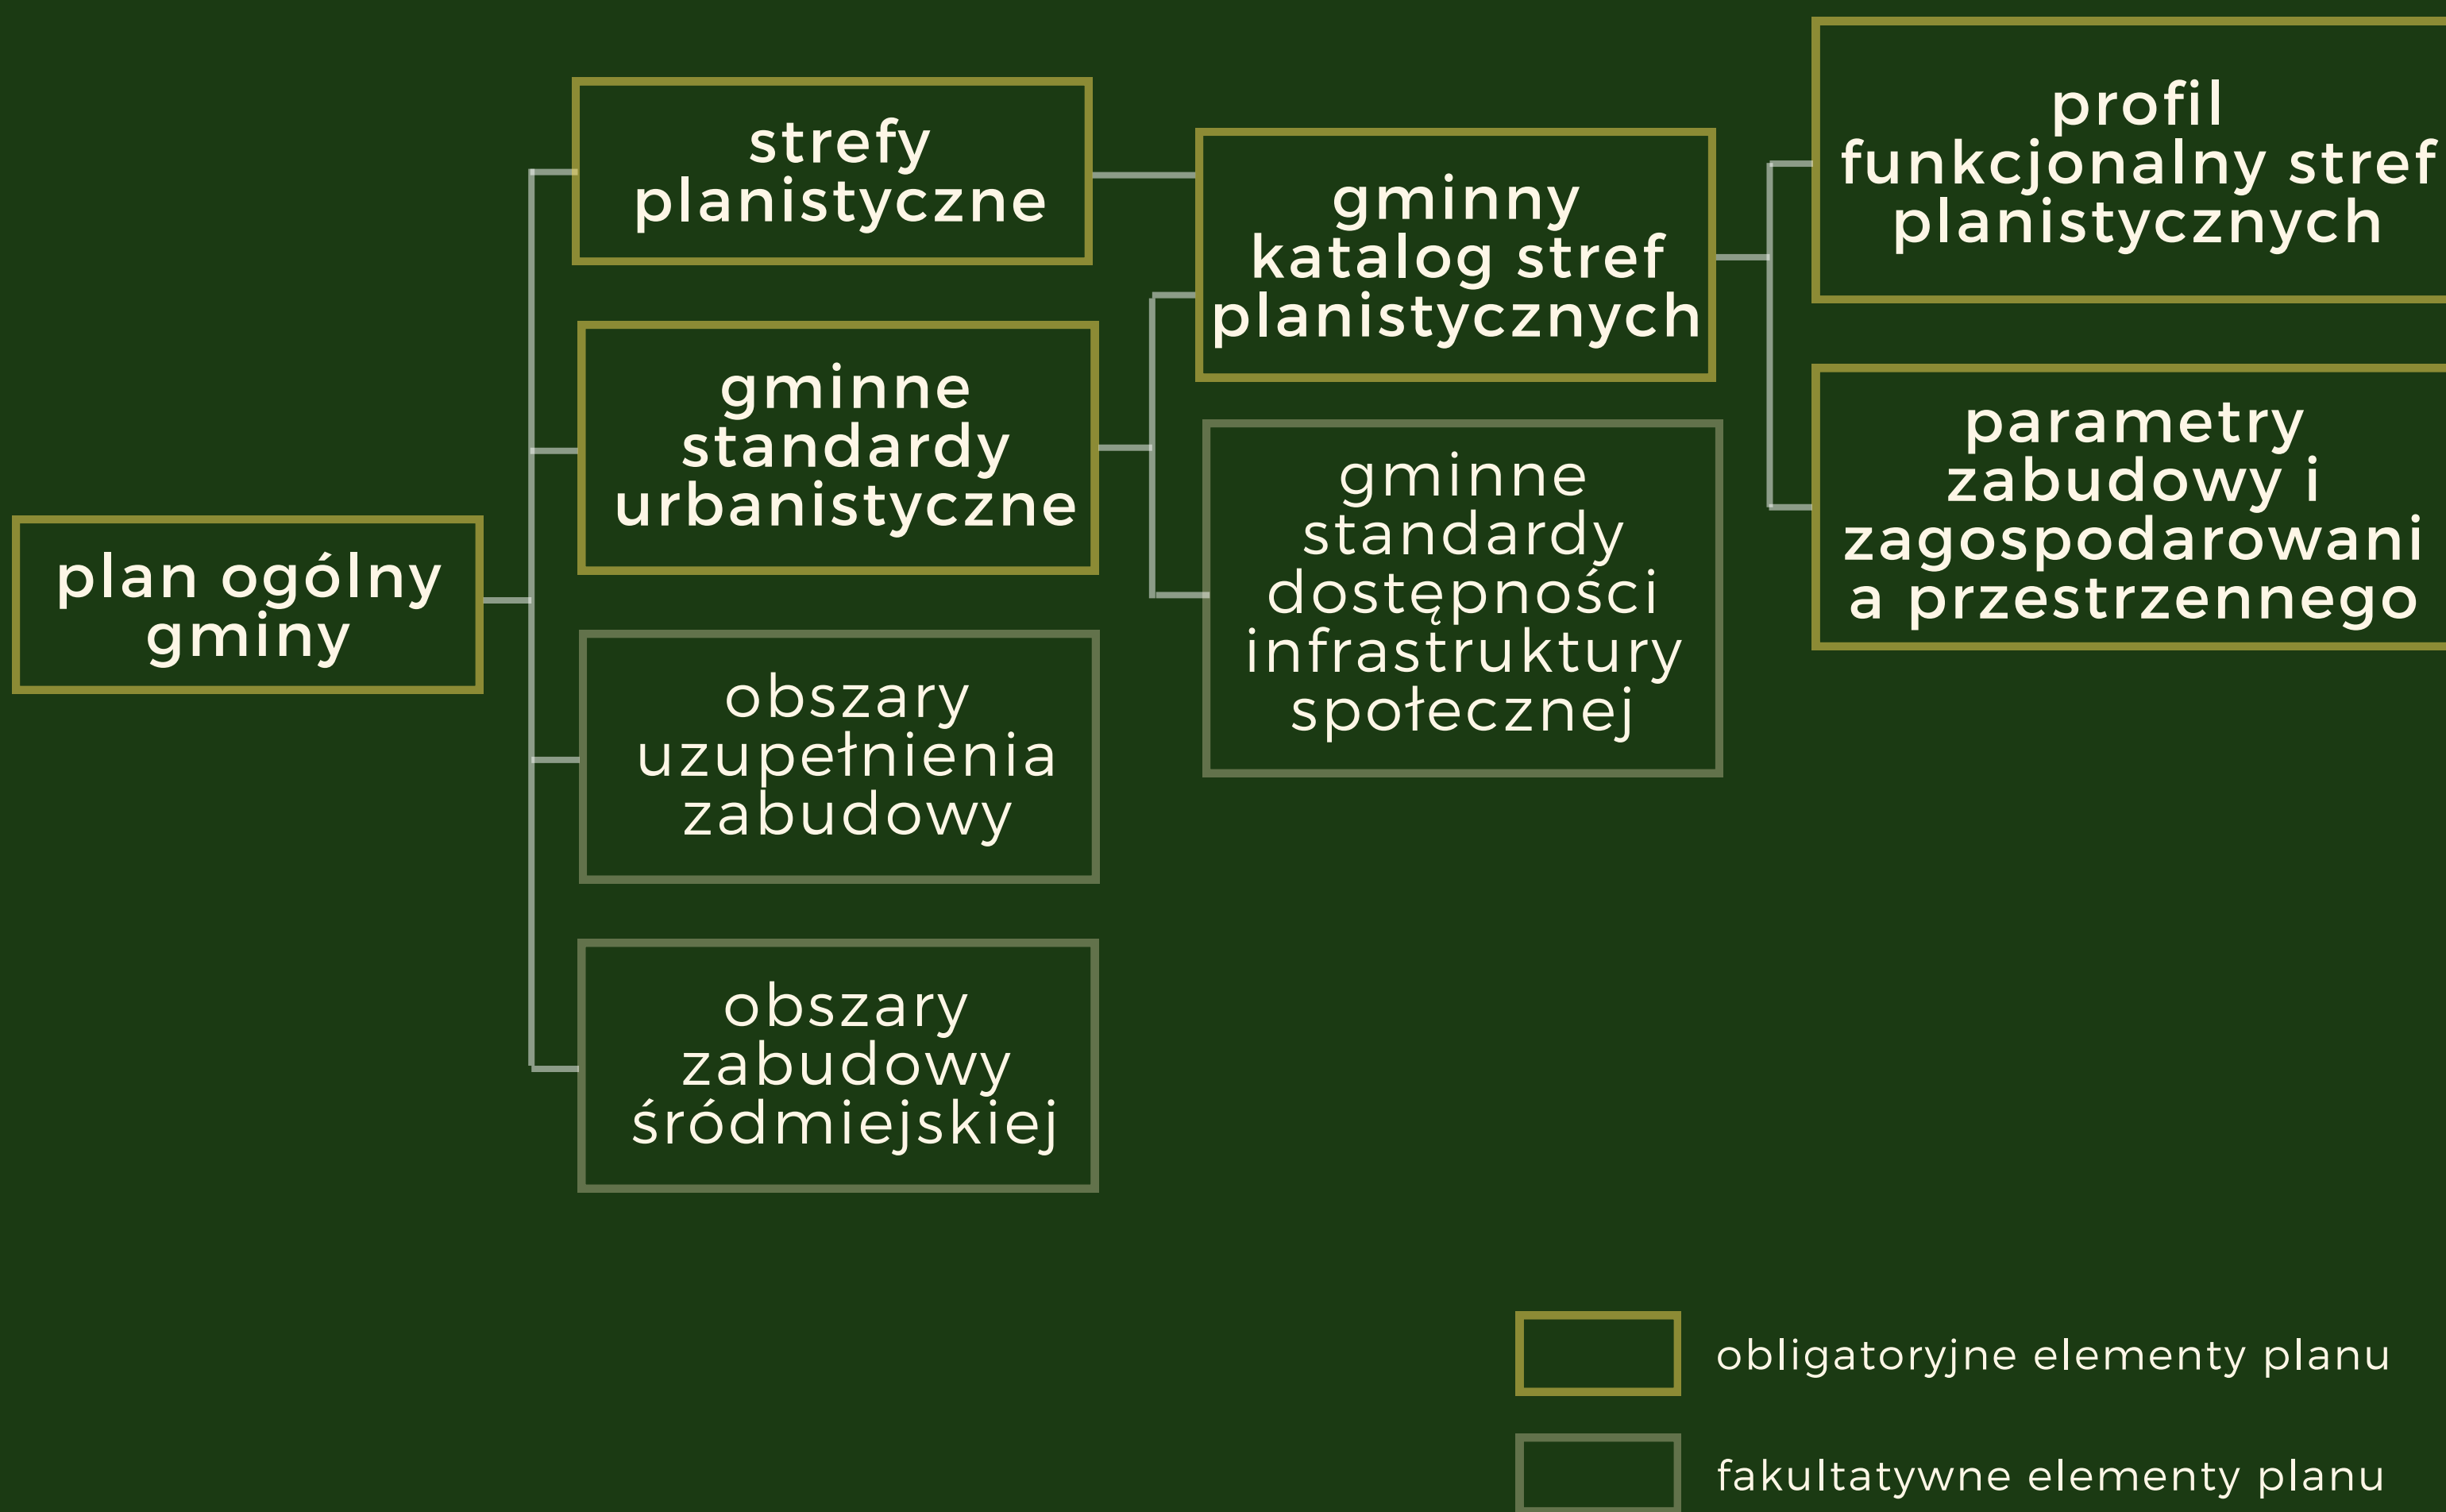 strefy
planistyczne
gminne
standardy
urbanistyczne
plan ogólny
gminy
obszary
uzupełnienia
zabudowy
obszary
zabudowy
śródmiejskiej
gminny
katalog stref
planistycznych
gminne
standardy
dostępności
infrastruktury
społecznej
profil
funkcjonalny stref
planistycznych
parametry
zabudowy i
zagospodarowani
a przestrzennego
obligatoryjne elementy planu
fakultatywne elementy planu